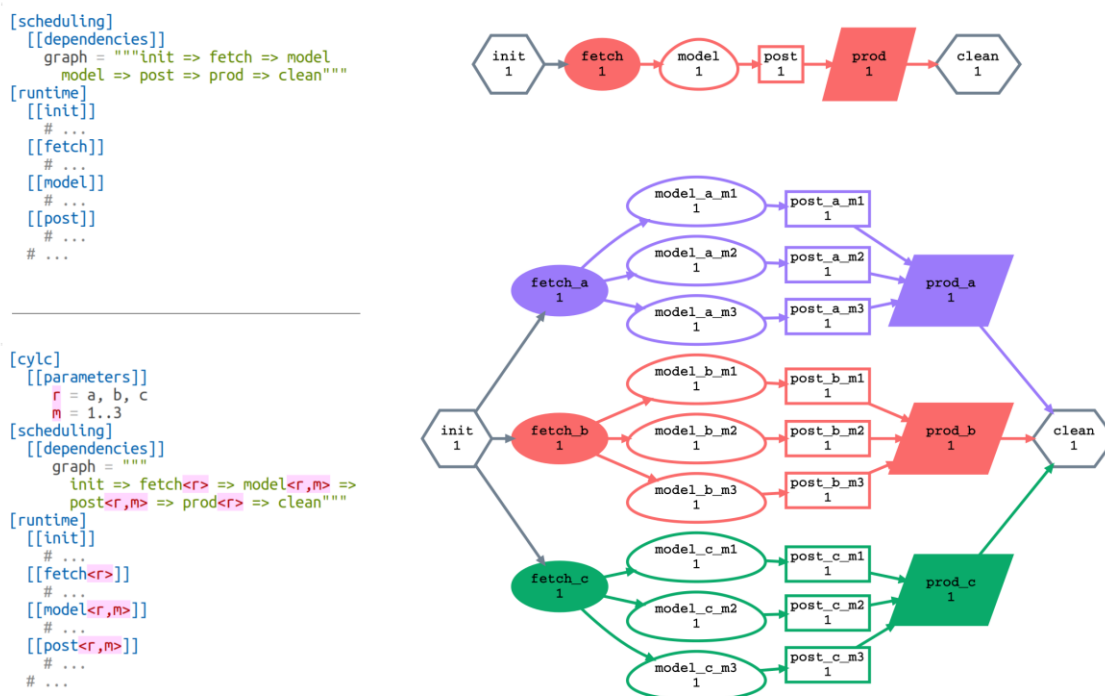 [scheduling]
[[dependencies]]
graph = """init => fetch => model
model => post => prod => clean"""
[runtime]
[[init]]
# ...
[[fetch]]
# ...
[[model]]
# ...
[[post]]
# ...
# ...
init
1
fetch
1
model
1
post
1
prod
1
clean
1
[cylc]
[[parameters]]
r = a, b, c
m = 1..3
[scheduling]
[[dependencies]]
graph = """
init => fetch<r> => model<r,m> =>
post<r,m> => prod<r> => clean"""
[runtime]
[[init]]
# ...
[[fetch<r>]]
# ...
[[model<r,m>]]
# ...
[[post<r,m>]]
# ...
# ...
init
1
fetch_a
1
model_a_m1
1
post_a_m1
1
model_a_m2
1
post_a_m2
1
model_a_m3
1
post_a_m3
1
prod_a
1
fetch_b
1
model_b_m1
1
post_b_m1
1
model_b_m2
1
post_b_m2
1
model_b_m3
1
post_b_m3
1
prod_b
1
fetch_c
1
model_c_m1
1
post_c_m1
1
model_c_m2
1
post_c_m2
1
model_c_m3
1
post_c_m3
1
prod_c
1
clean
1